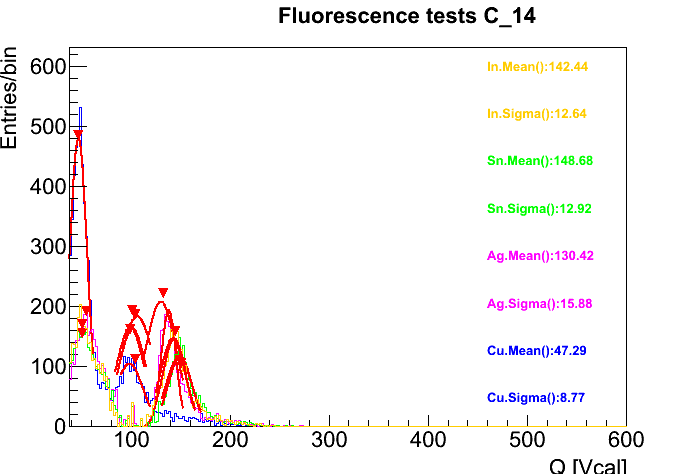 Fluorescence tests C_14
Entries/bin
600
500
400
300
200
100
0
In.Mean():142.44
In.Sigma():12.64
Sn.Mean():148.68
Sn.Sigma():12.92
Ag.Mean():130.42
Ag.Sigma():15.88
Cu.Mean():47.29
Cu.Sigma():8.77
100 200 300 400 500 600
Q [Vcal]